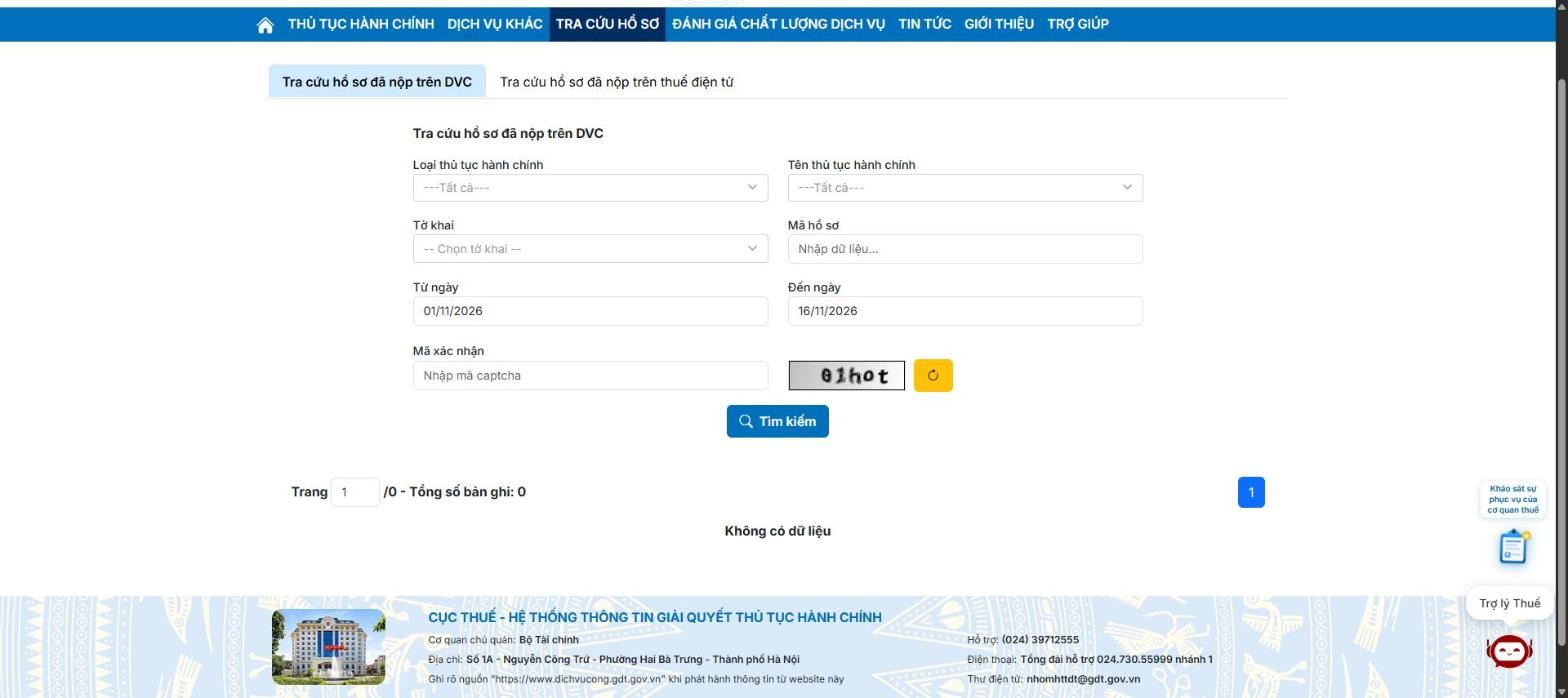 THỦ TỤC HÀNH CHÍNH DỊCH VỤ KHÁC TRA CỨU HỒ SƠ ĐÁNH GIÁ CHẤT LƯỢNG DỊCH VỤ TIN TỨC GIỚI THIỆU TRỢ GIÚP
Tra cứu hồ sơ đã nộp trên DVC Tra cứu hồ sơ đã nộp trên thuế điện tử
Tra cứu hồ sơ đã nộp trên DVC
Loại thủ tục hành chính Tên thủ tục hành chính
---Tất cả--- ---Tất cả---
Tờ khai Mã hồ sơ
-- Chọn tờ khai -- Nhập dữ liệu...
Từ ngày Đến ngày
01/11/2026 16/11/2026
Mã xác nhận
Nhập mã captcha 01hot
Tìm kiếm
Trang 1 /0 - Tổng số bản ghi: 0 1
Không có dữ liệu
Khảo sát sự
phục vụ của
cơ quan thuế
Trợ lý Thuế
CỤC THUẾ - HỆ THỐNG THÔNG TIN GIẢI QUYẾT THỦ TỤC HÀNH CHÍNH
Cơ quan chủ quản: Bộ Tài chính Hỗ trợ: (024) 39712555
Địa chỉ: Số 1A - Nguyễn Công Trứ - Phường Hai Bà Trưng - Thành phố Hà Nội Điện thoại: Tổng đài hỗ trợ 024.730.55999 nhánh 1
Ghi rõ nguồn "https://www.dichvucong.gdt.gov.vn" khi phát hành thông tin từ website này Thư điện tử: nhomhttdt@gdt.gov.vn